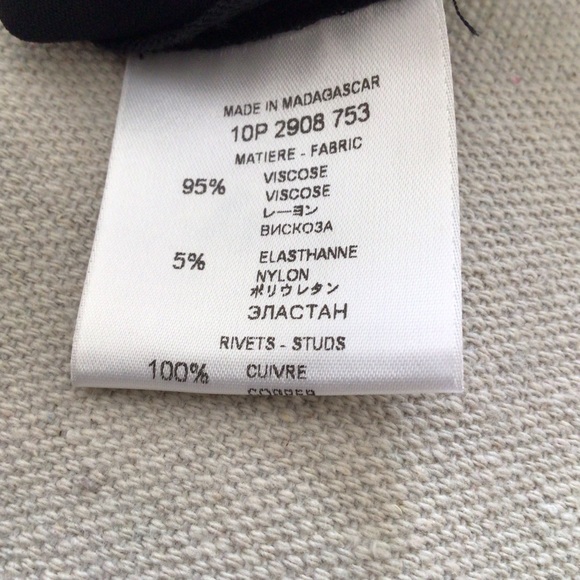 MADE IN MADAGASCAR
10P 2908 753
MATIERE - FABRIC
95% VISCOSE
VISCOSE
レーヨン
ВИСКОЗА
5% ELASTHANNE
NYLON
ポリウレタン
ЭЛАСТАН
RIVETS - STUDS
100% CUIVRE
COPPER